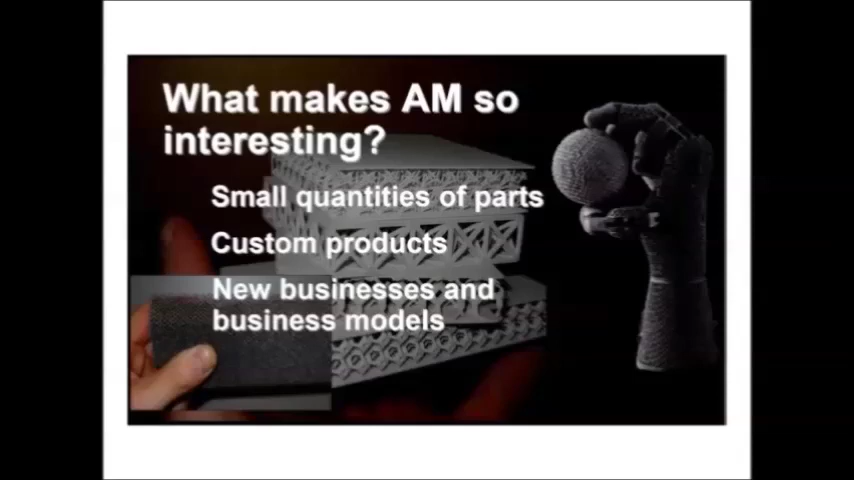 What makes AM so
interesting?
Small quantities of parts
Custom products
New businesses and
business models